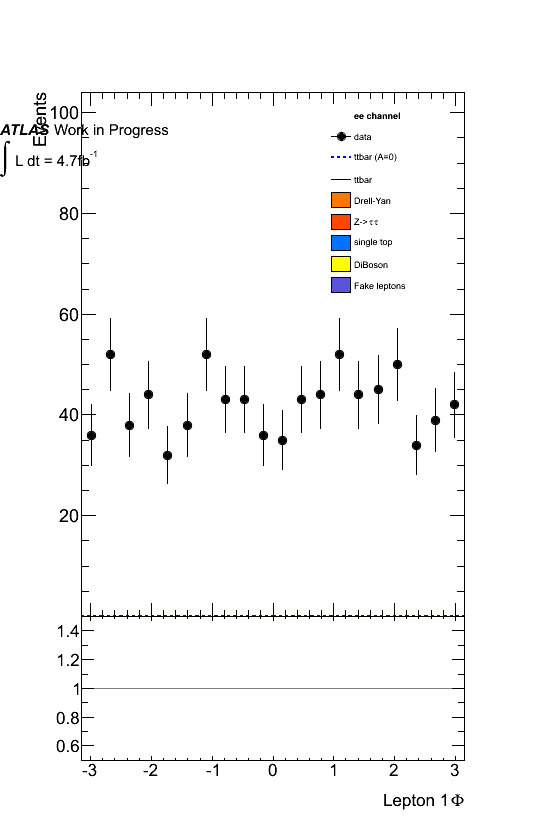 Events
100
80
60
40
20
ATLAS Work in Progress
∫ L dt = 4.7fb⁻¹
ee channel
data
ttbar (A=0)
ttbar
Drell-Yan
Z->ττ
single top
DiBoson
Fake leptons
1.4
1.2
1
0.8
0.6
-3 -2 -1 0 1 2 3
Lepton 1 Φ